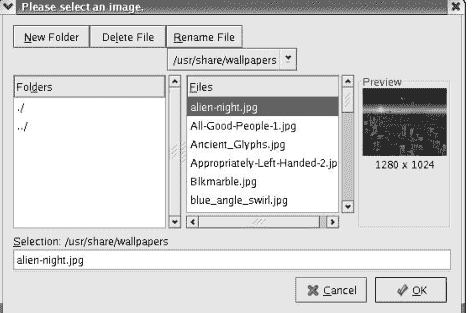 Please select an image.
New Folder
Delete File
Rename File
/usr/share/wallpapers
Folders
./
../
Files
alien-night.jpg
All-Good-People-1.jpg
Ancient_Glyphs.jpg
Appropriately-Left-Handed-2.jp
Blkmarble.jpg
blue_angle_swirl.jpg
Preview
1280 x 1024
Selection: /usr/share/wallpapers
alien-night.jpg
Cancel
OK